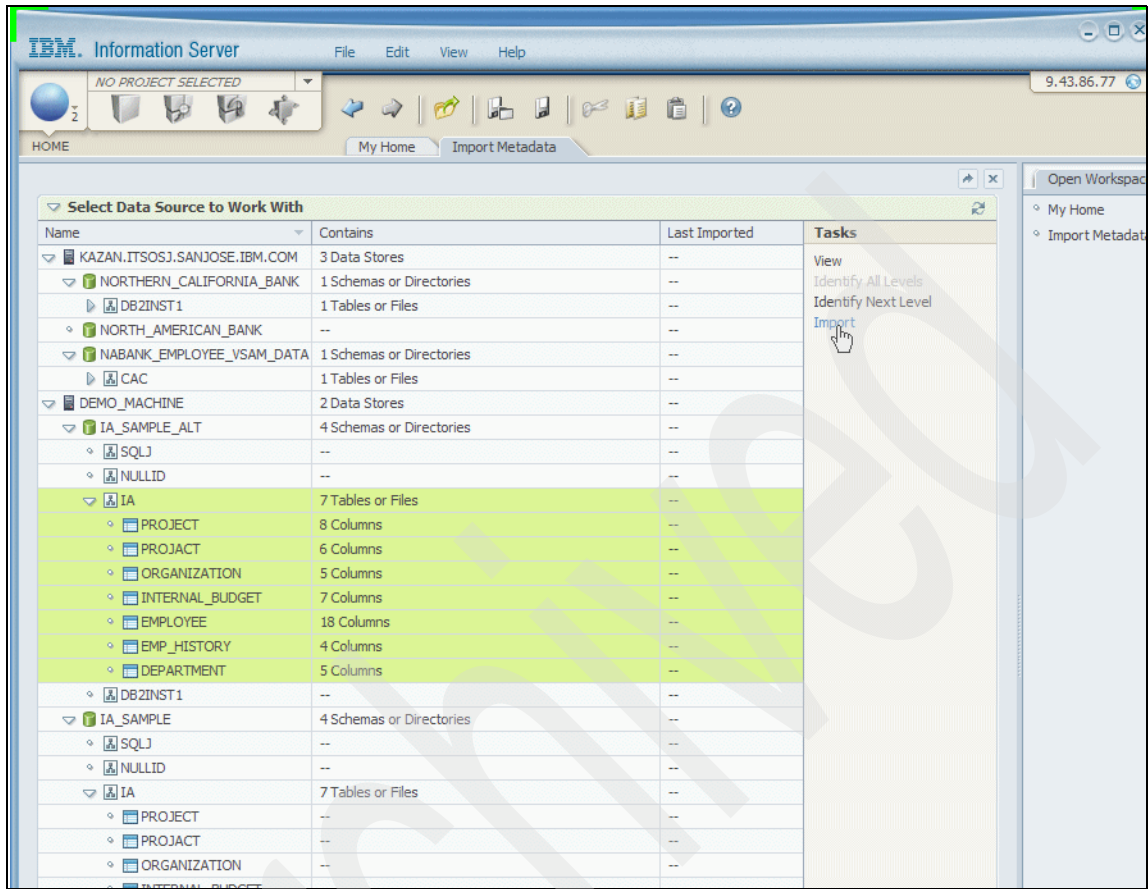 IBM. Information Server File Edit View Help
NO PROJECT SELECTED
9.43.86.77
2
HOME
My Home Import Metadata
Open Workspac
Select Data Source to Work With
My Home
Name Contains Last Imported Tasks
Import Metadat
KAZAN.ITSOSJ.SANJOSE.IBM.COM 3 Data Stores -- View
NORTHERN_CALIFORNIA_BANK 1 Schemas or Directories -- Identify All Levels
DB2INST1 1 Tables or Files -- Identify Next Level
NORTH_AMERICAN_BANK -- -- Import
NABANK_EMPLOYEE_VSAM_DATA 1 Schemas or Directories --
CAC 1 Tables or Files --
DEMO_MACHINE 2 Data Stores --
IA_SAMPLE_ALT 4 Schemas or Directories --
SQLJ -- --
NULLID -- --
IA 7 Tables or Files --
PROJECT 8 Columns --
PROJACT 6 Columns --
ORGANIZATION 5 Columns --
INTERNAL_BUDGET 7 Columns --
EMPLOYEE 18 Columns --
EMP_HISTORY 4 Columns --
DEPARTMENT 5 Columns --
DB2INST1 -- --
IA_SAMPLE 4 Schemas or Directories --
SQLJ -- --
NULLID -- --
IA 7 Tables or Files --
PROJECT -- --
PROJACT -- --
ORGANIZATION -- --
INTERNAL_BUDGET